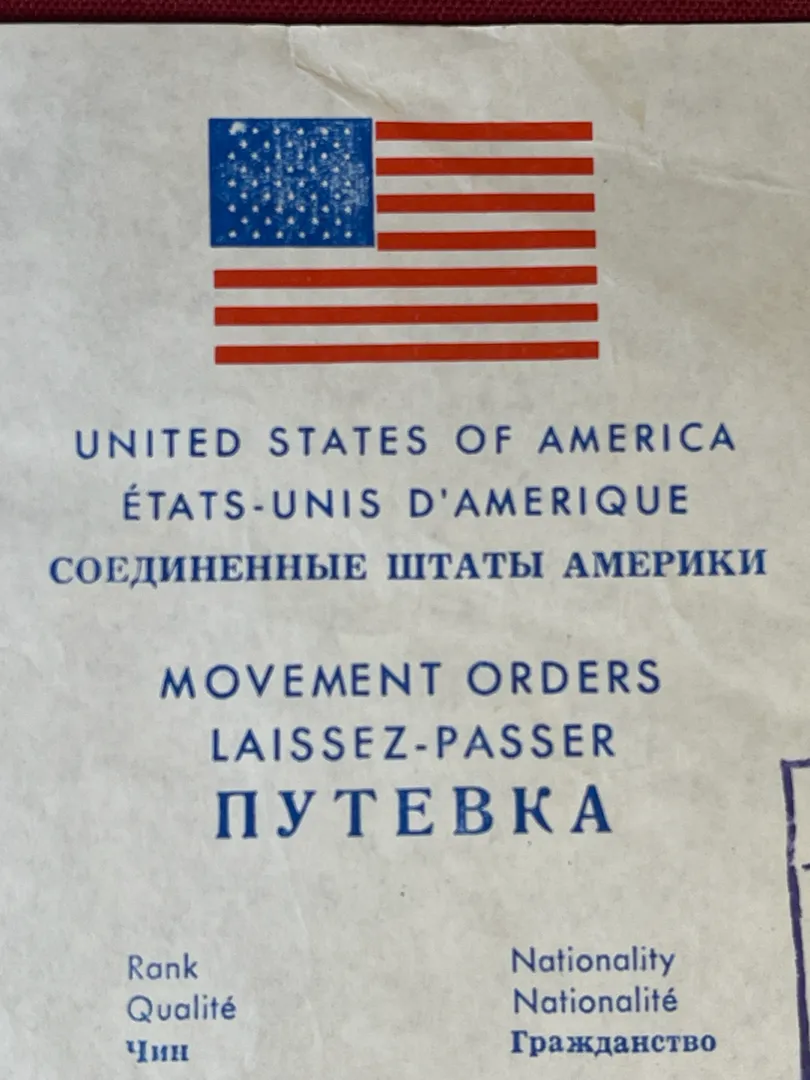 UNITED STATES OF AMERICA
ÉTATS-UNIS D'AMERIQUE
СОЕДИНЕННЫЕ ШТАТЫ АМЕРИКИ
MOVEMENT ORDERS
LAISSEZ-PASSER
ПУТЕВКА
Rank
Qualité
Чин
Nationality
Nationalité
Гражданство